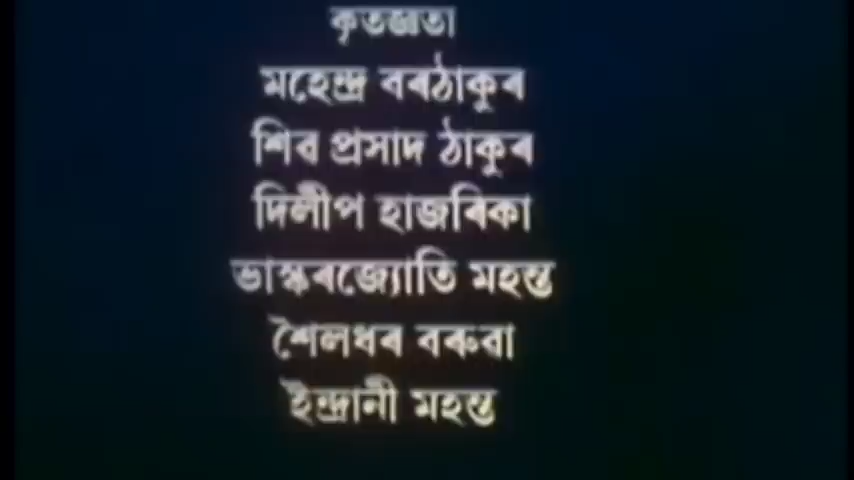 কৃতজ্ঞতা
মহেন্দ্ৰ বৰঠাকুৰ
শিৱ প্ৰসাদ ঠাকুৰ
দিলীপ হাজৰিকা
ভাস্কৰজ্যোতি মহন্ত
শৈলধৰ বৰুৱা
ইন্দ্ৰানী মহন্ত